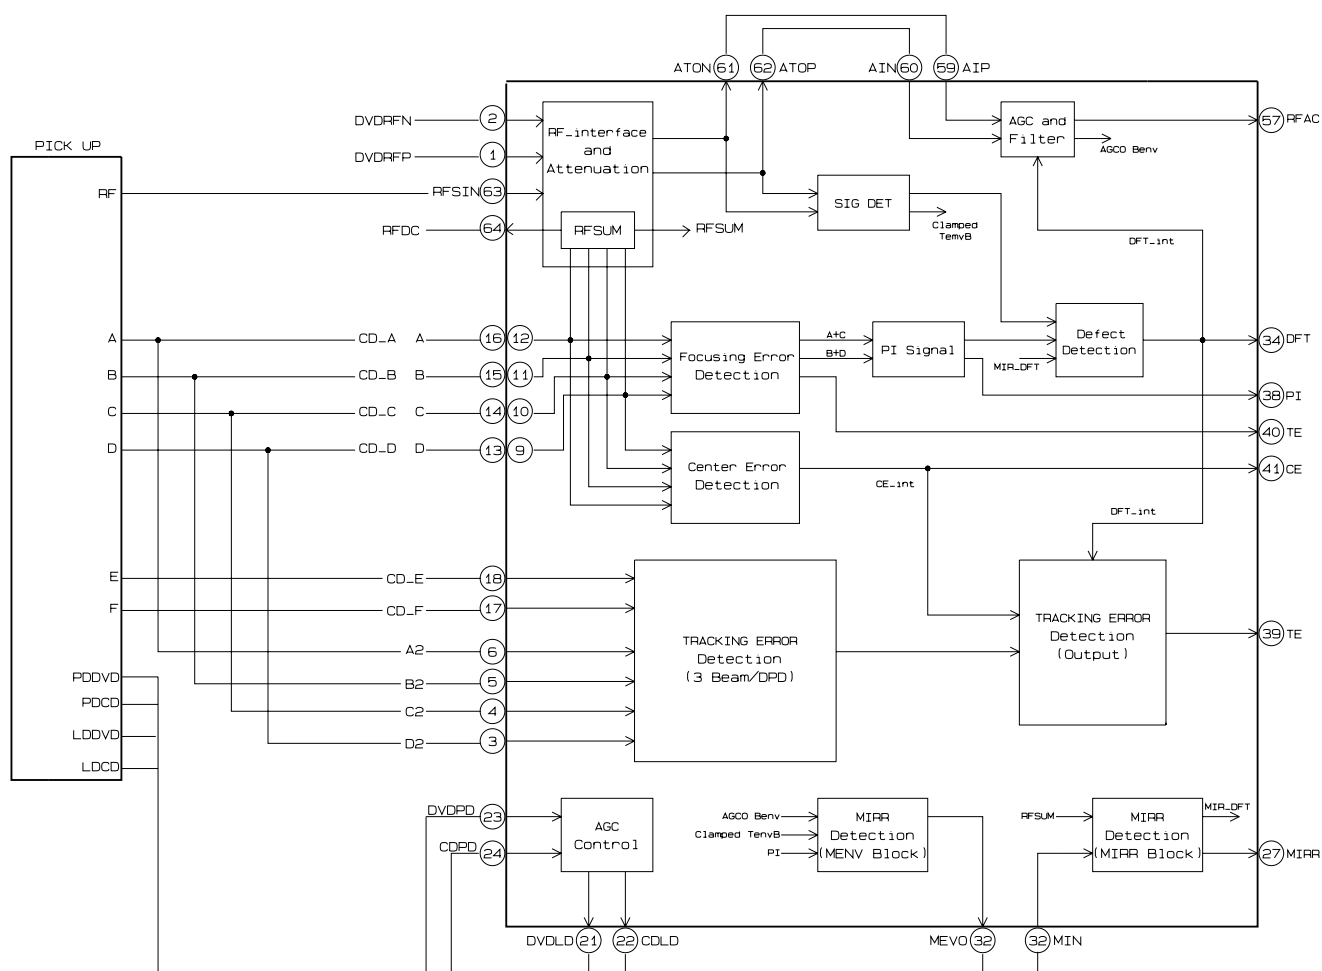 ATON 61 62 ATOP AIN 60 59 AIP
PICK UP
DVDRFN 2
DVDRFP 1
RF RFSIN 63
RFDC 64
RF_interface
and
Attenuation
RFSUM RFSUM
AGC and
Filter
57 RFAC
AGCO Benv
SIG DET
Clamped
TemvB
DFT_int
A CD_A A 16 12
B CD_B B 15 11
C CD_C C 14 10
D CD_D D 13 9
Focusing Error
Detection
A+C
B+D
PI Signal
MIR_DFT
Defect
Detection
34 DFT
38 PI
40 TE
Center Error
Detection
41 CE
CE_int
DFT_int
E CD_E 18
F CD_F 17
A2 6
B2 5
C2 4
D2 3
PDDVD
PDCD
LDDVD
LDCD
TRACKING ERROR
Detection
(3 Beam/DPD)
TRACKING ERROR
Detection
(Output)
39 TE
DVDPD 23
CDPD 24
AGC
Control
AGCO Benv
Clamped TenvB
PI
MIRR
Detection
(MENV Block)
RFSUM
MIRR
Detection
(MIRR Block)
MIR_DFT
27 MIRR
DVDLD 21 22 CDLD MEVO 32 32 MIN